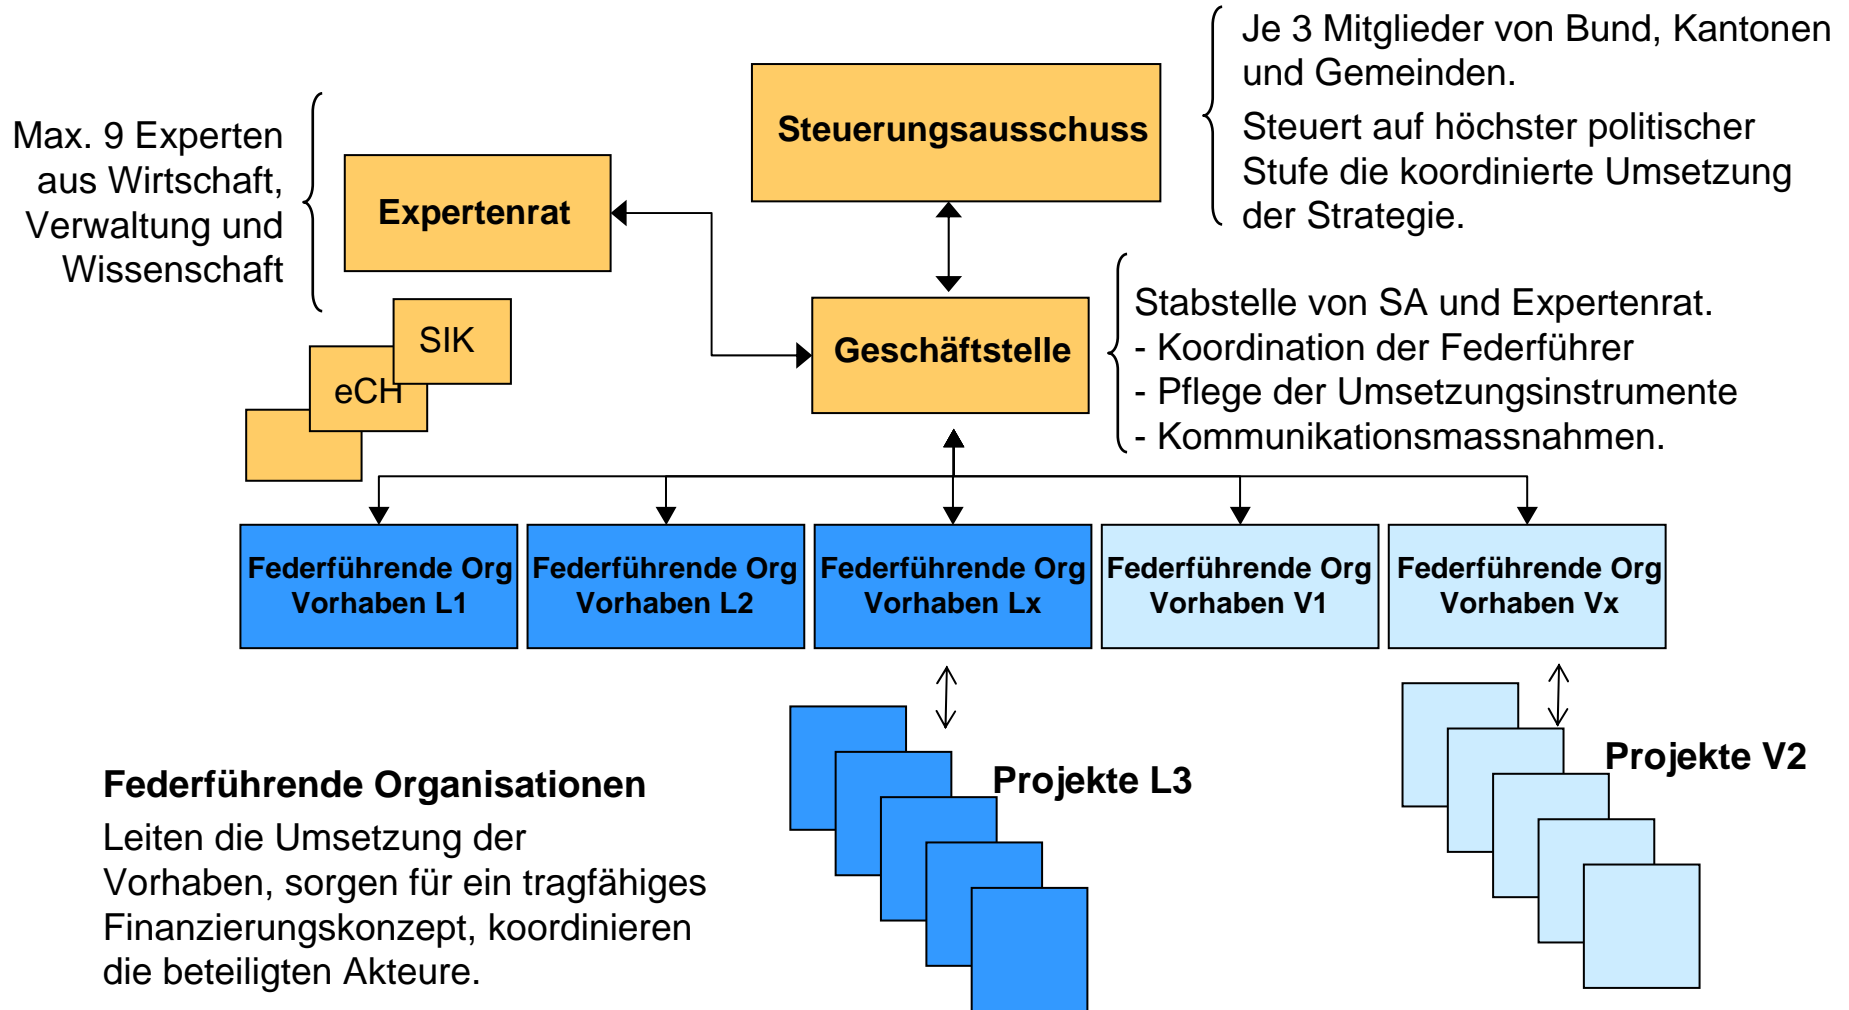 Je 3 Mitglieder von Bund, Kantonen
und Gemeinden.
Steuert auf höchster politischer
Stufe die koordinierte Umsetzung
der Strategie.
Steuerungsausschuss
Max. 9 Experten
aus Wirtschaft,
Verwaltung und
Wissenschaft
Expertenrat
SIK
eCH
Geschäftstelle
Stabstelle von SA und Expertenrat.
- Koordination der Federführer
- Pflege der Umsetzungsinstrumente
- Kommunikationsmassnahmen.
Federführende Org
Vorhaben L1
Federführende Org
Vorhaben L2
Federführende Org
Vorhaben Lx
Federführende Org
Vorhaben V1
Federführende Org
Vorhaben Vx
Projekte L3
Projekte V2
Federführende Organisationen
Leiten die Umsetzung der
Vorhaben, sorgen für ein tragfähiges
Finanzierungskonzept, koordinieren
die beteiligten Akteure.